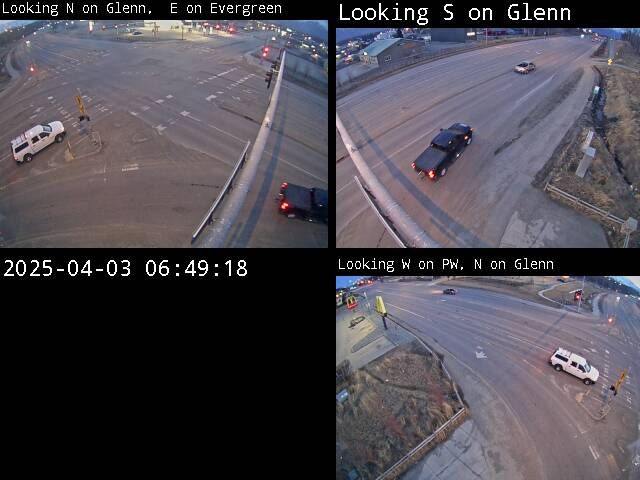 Looking N on Glenn,  E on Evergreen
Looking S on Glenn
2025-04-03 06:49:18
Looking W on PW, N on Glenn